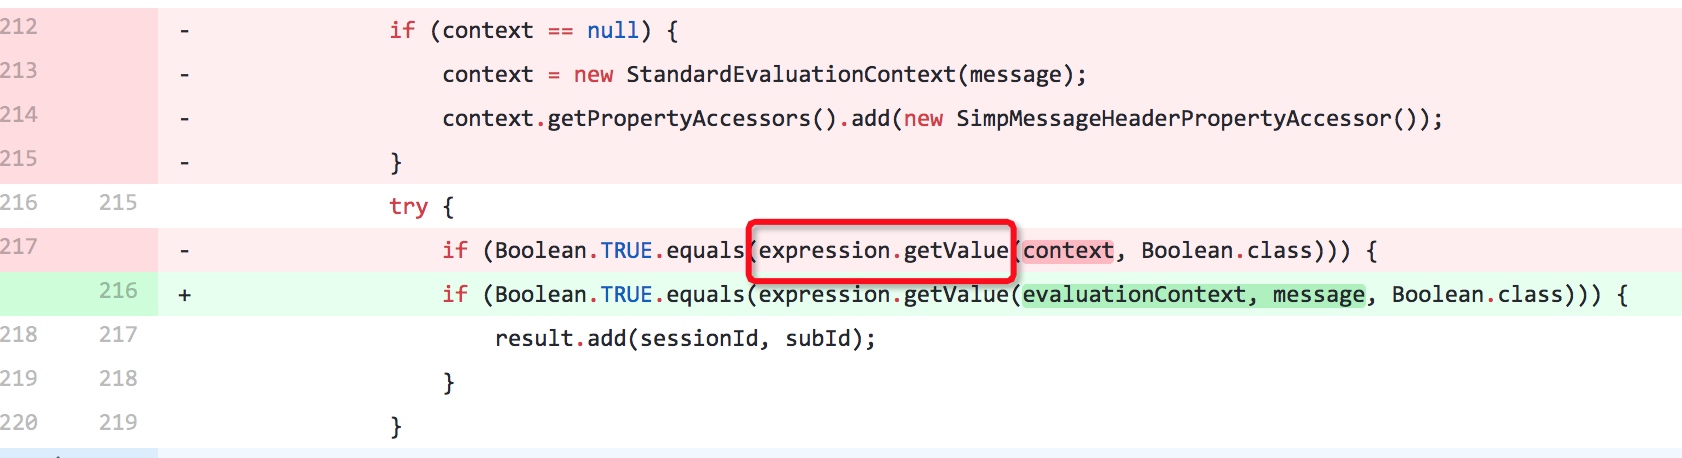 212 - if (context == null) {
213 - context = new StandardEvaluationContext(message);
214 - context.getPropertyAccessors().add(new SimpMessageHeaderPropertyAccessor());
215 - }
216 215 try {
217 - if (Boolean.TRUE.equals(expression.getValue(context, Boolean.class))) {
216 + if (Boolean.TRUE.equals(expression.getValue(evaluationContext, message, Boolean.class))) {
218 217 result.add(sessionId, subId);
219 218 }
220 219 }